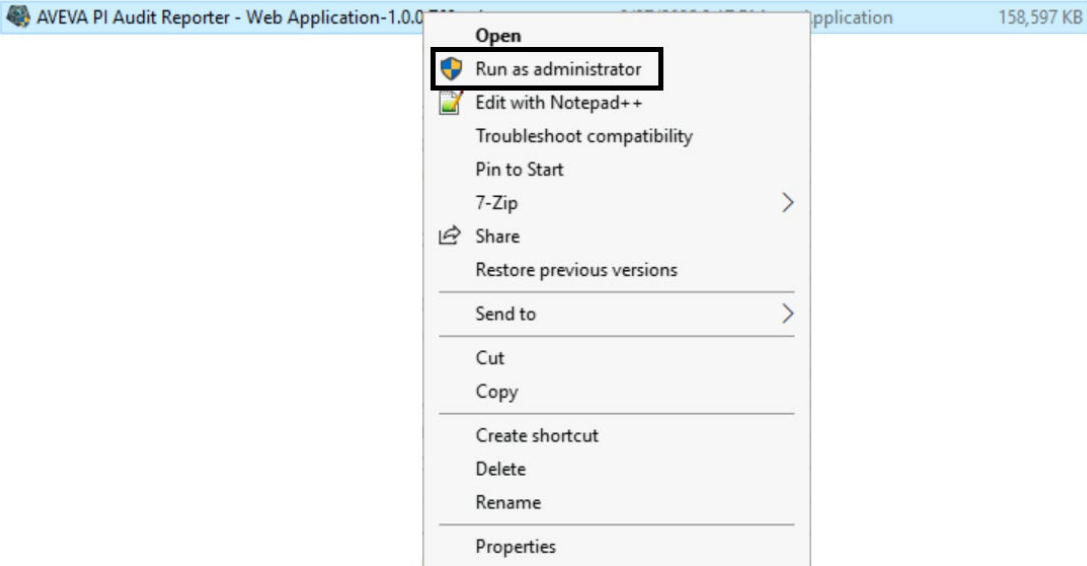 AVEVA PI Audit Reporter - Web Application-1.0.0 Application 158,597 KB
Open
Run as administrator
Edit with Notepad++
Troubleshoot compatibility
Pin to Start
7-Zip
Share
Restore previous versions
Send to
Cut
Copy
Create shortcut
Delete
Rename
Properties